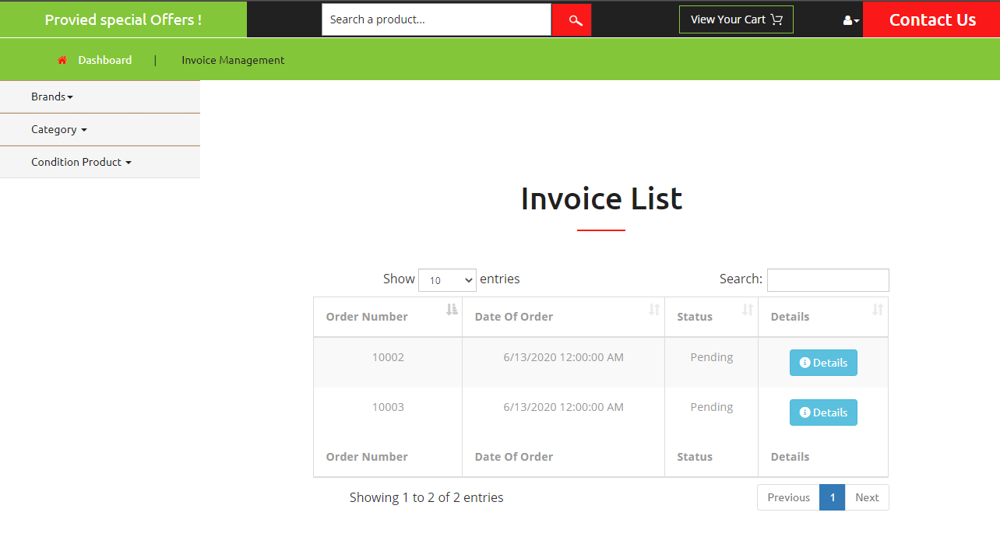 Provied special Offers !
Search a product...
View Your Cart
Contact Us
Dashboard | Invoice Management
Brands
Category
Condition Product
Invoice List
Show 10 entries Search:
Order Number Date Of Order Status Details
10002 6/13/2020 12:00:00 AM Pending Details
10003 6/13/2020 12:00:00 AM Pending Details
Order Number Date Of Order Status Details
Showing 1 to 2 of 2 entries Previous 1 Next